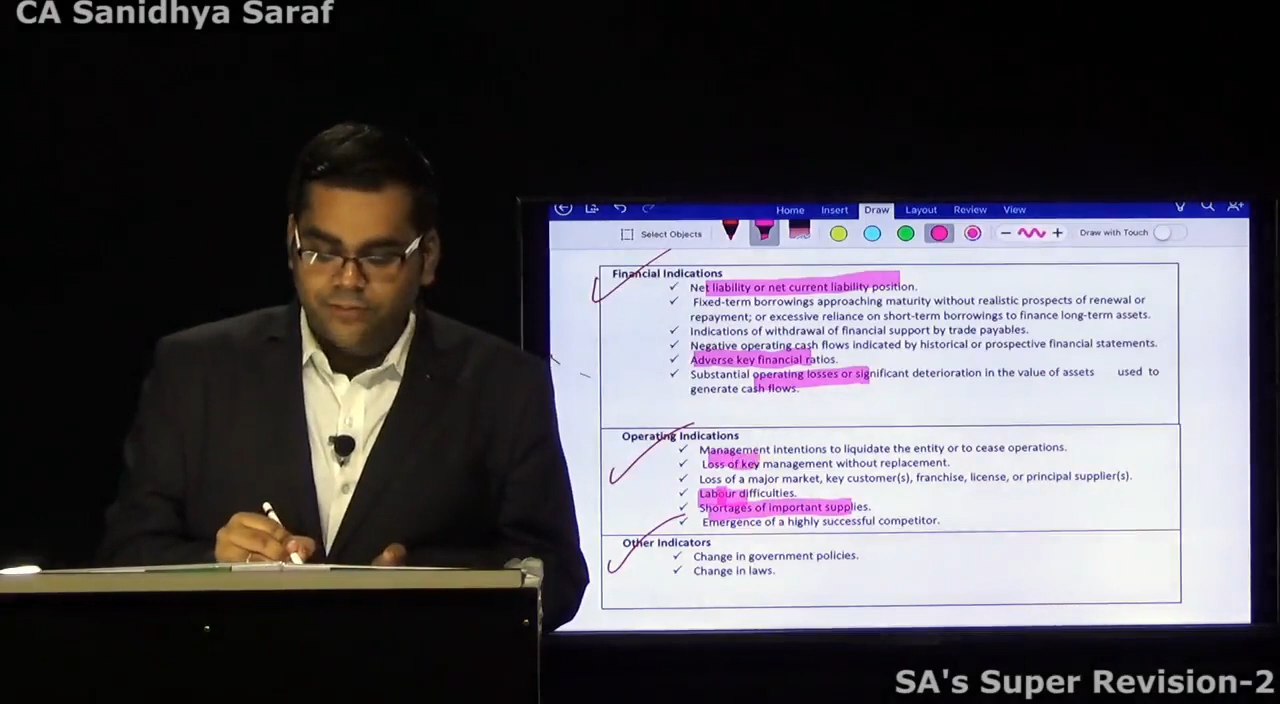 CA Sanidhya Saraf
Home Insert Draw Layout Review View
Select Objects
Draw with Touch
Financial Indications
✓ Net liability or net current liability position.
✓ Fixed-term borrowings approaching maturity without realistic prospects of renewal or
repayment; or excessive reliance on short-term borrowings to finance long-term assets.
✓ Indications of withdrawal of financial support by trade payables.
✓ Negative operating cash flows indicated by historical or prospective financial statements.
✓ Adverse key financial ratios.
✓ Substantial operating losses or significant deterioration in the value of assets used to
generate cash flows.
Operating Indications
✓ Management intentions to liquidate the entity or to cease operations.
✓ Loss of key management without replacement.
✓ Loss of a major market, key customer(s), franchise, license, or principal supplier(s).
✓ Labour difficulties.
✓ Shortages of important supplies.
✓ Emergence of a highly successful competitor.
Other Indicators
✓ Change in government policies.
✓ Change in laws.
SA's Super Revision-2